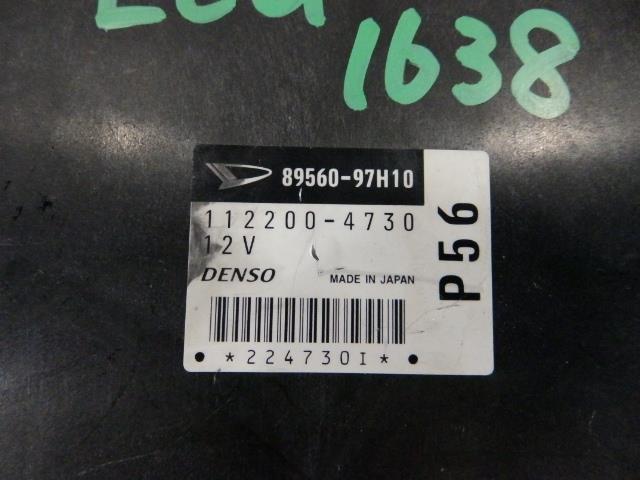 1638
89560-97H10
112200-4730
12V
DENSO MADE IN JAPAN
P56
*224730I*